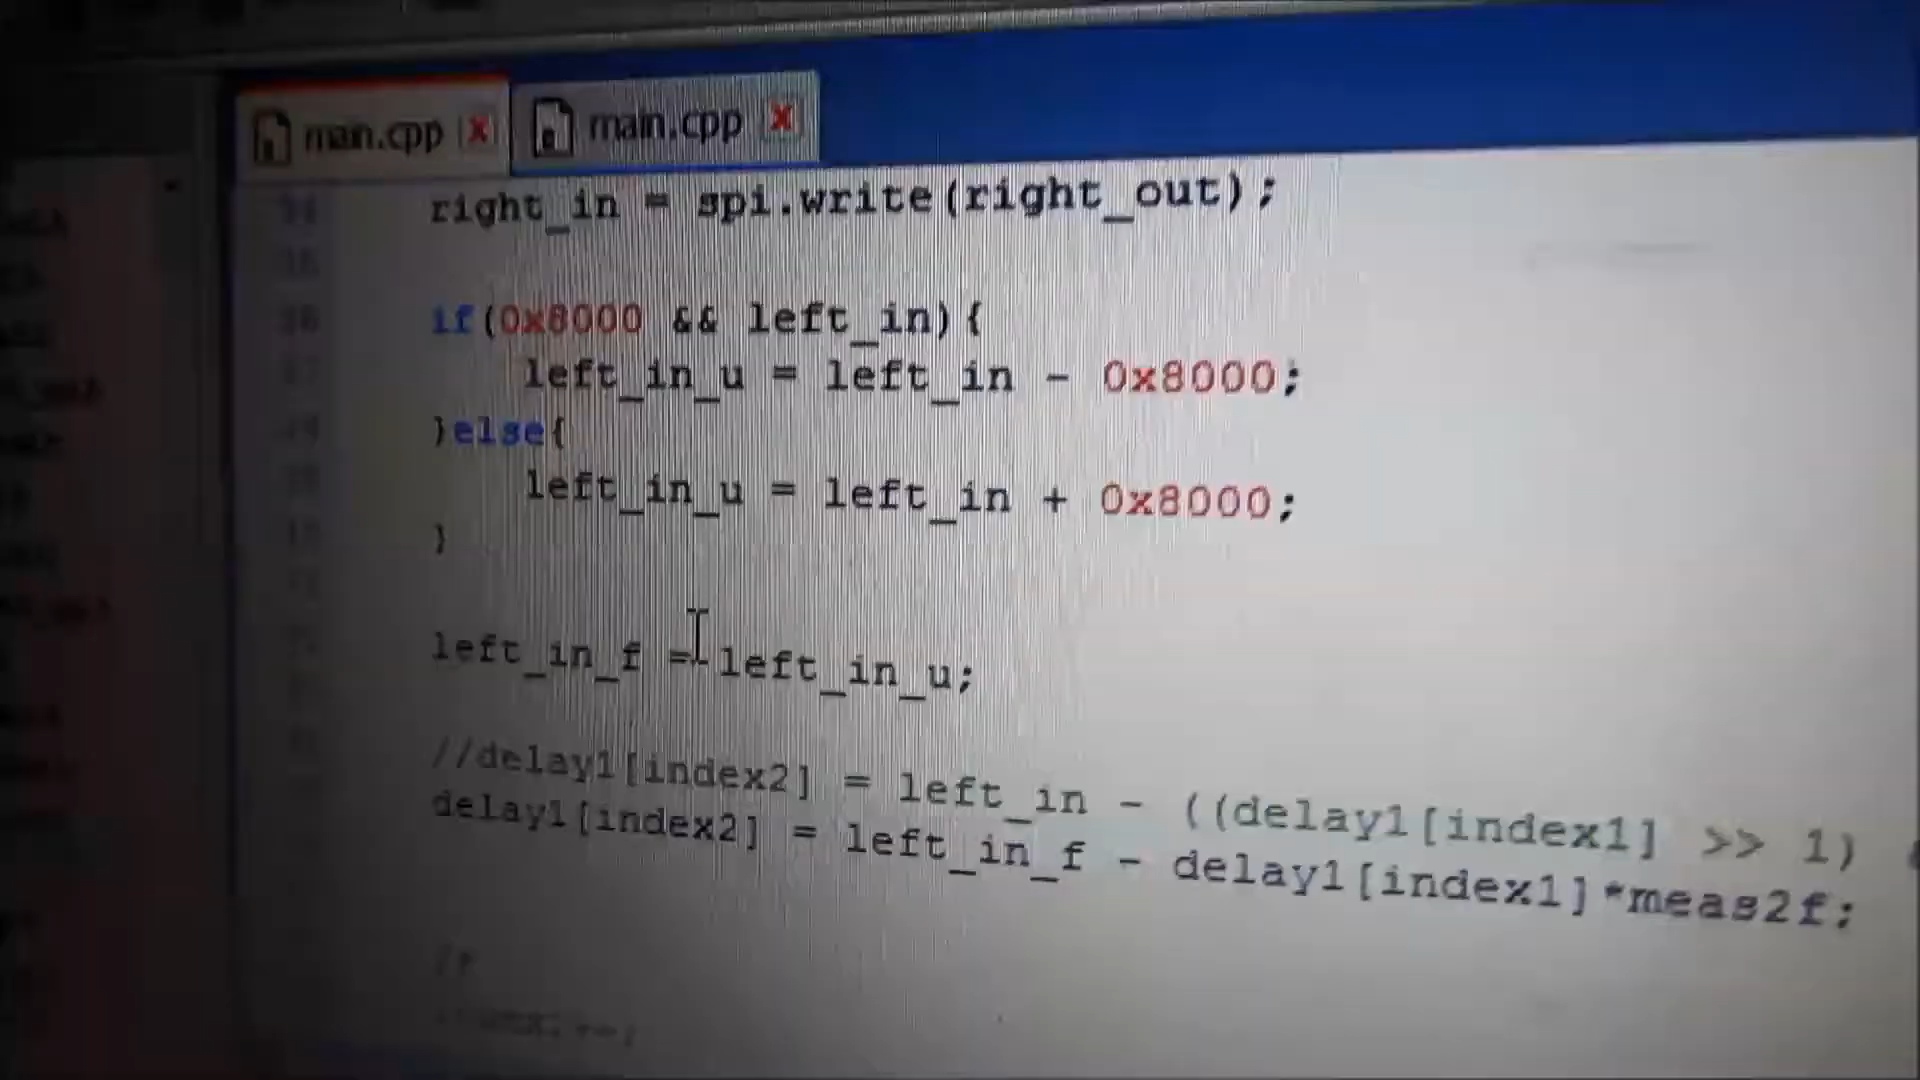 main.cpp main.cpp
right_in = spi.write(right_out);
if(0x8000 && left_in){
left_in_u = left_in - 0x8000;
}else{
left_in_u = left_in + 0x8000;
}
left_in_f = left_in_u;
//delay1[index2] = left_in - ((delay1[index1] >> 1)
delay1[index2] = left_in_f - delay1[index1]*meas2f;
/*